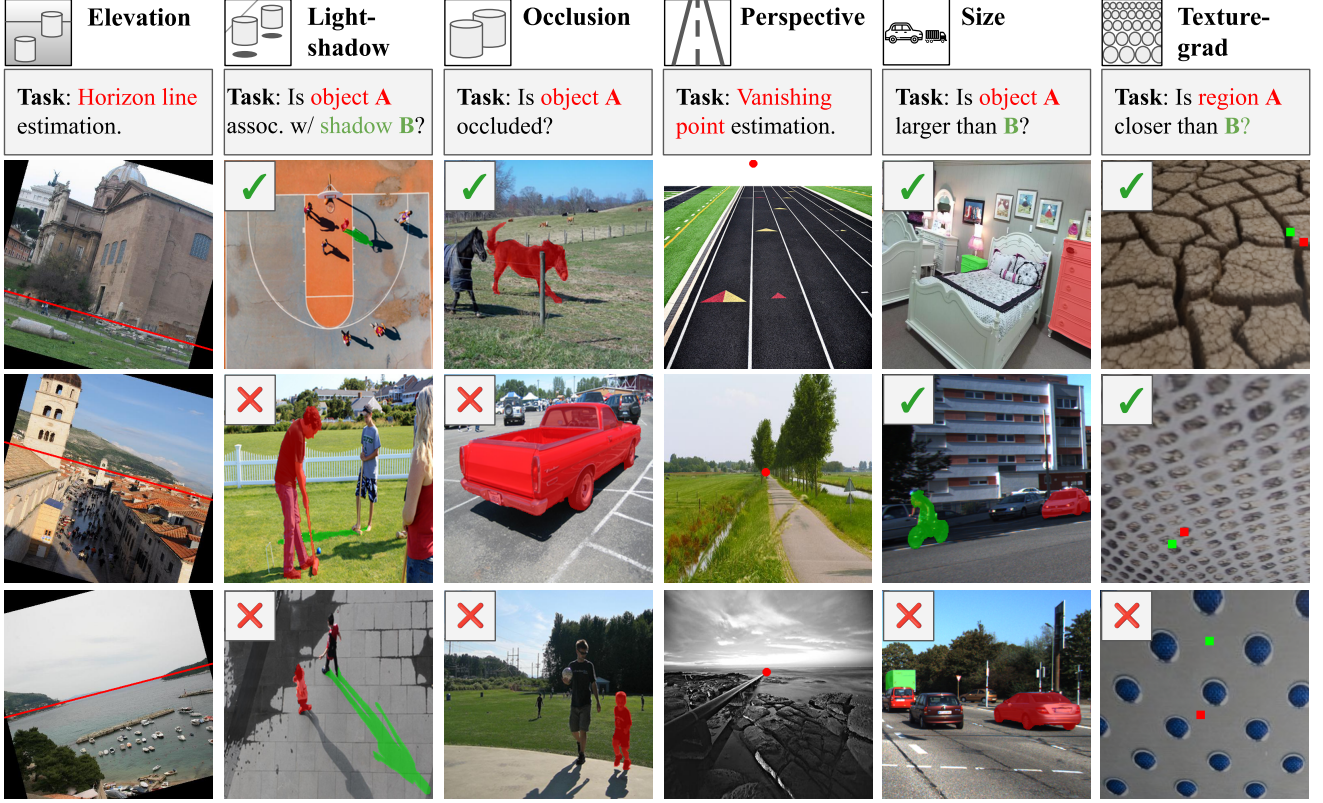 Elevation
Light-
shadow
Occlusion
Perspective
Size
Texture-
grad
Task: Horizon line
estimation.
Task: Is object A
assoc. w/ shadow B?
Task: Is object A
occluded?
Task: Vanishing
point estimation.
Task: Is object A
larger than B?
Task: Is region A
closer than B?